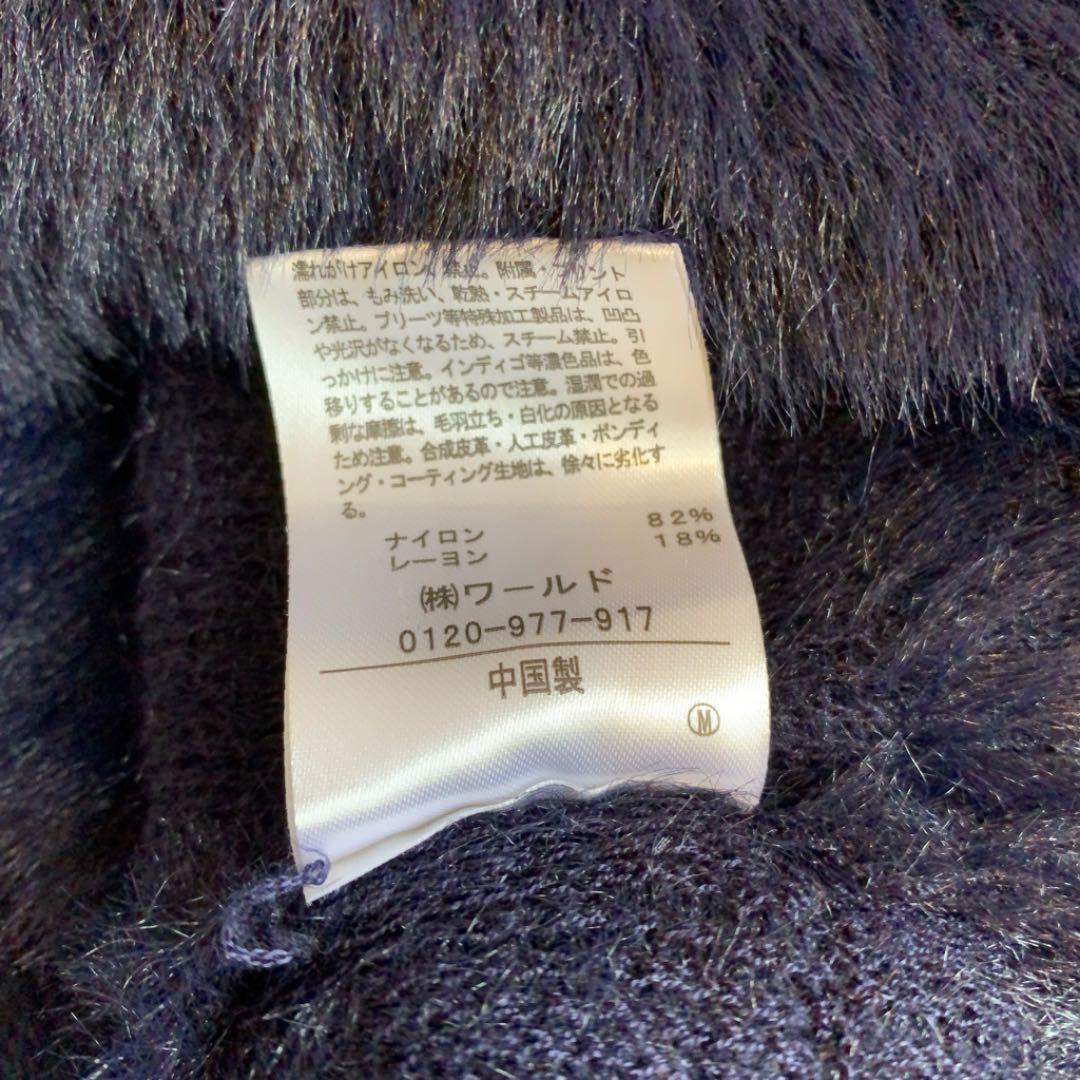 濡れがけアイロン、禁止。附属・プリント
部分は、もみ洗い、乾熱・スチームアイロ
ン禁止。プリーツ等特殊加工製品は、凹凸
や光沢がなくなるため、スチーム禁止。引
っかけに注意。インディゴ等濃色品は、色
移りすることがあるので注意。湿潤での過
剰な摩擦は、毛羽立ち・白化の原因となる
ため注意。合成皮革・人工皮革・ボンディ
ング・コーティング生地は、徐々に劣化す
る。
ナイロン 82%
レーヨン 18%
㈱ワールド
0120-977-917
中国製
Ⓜ